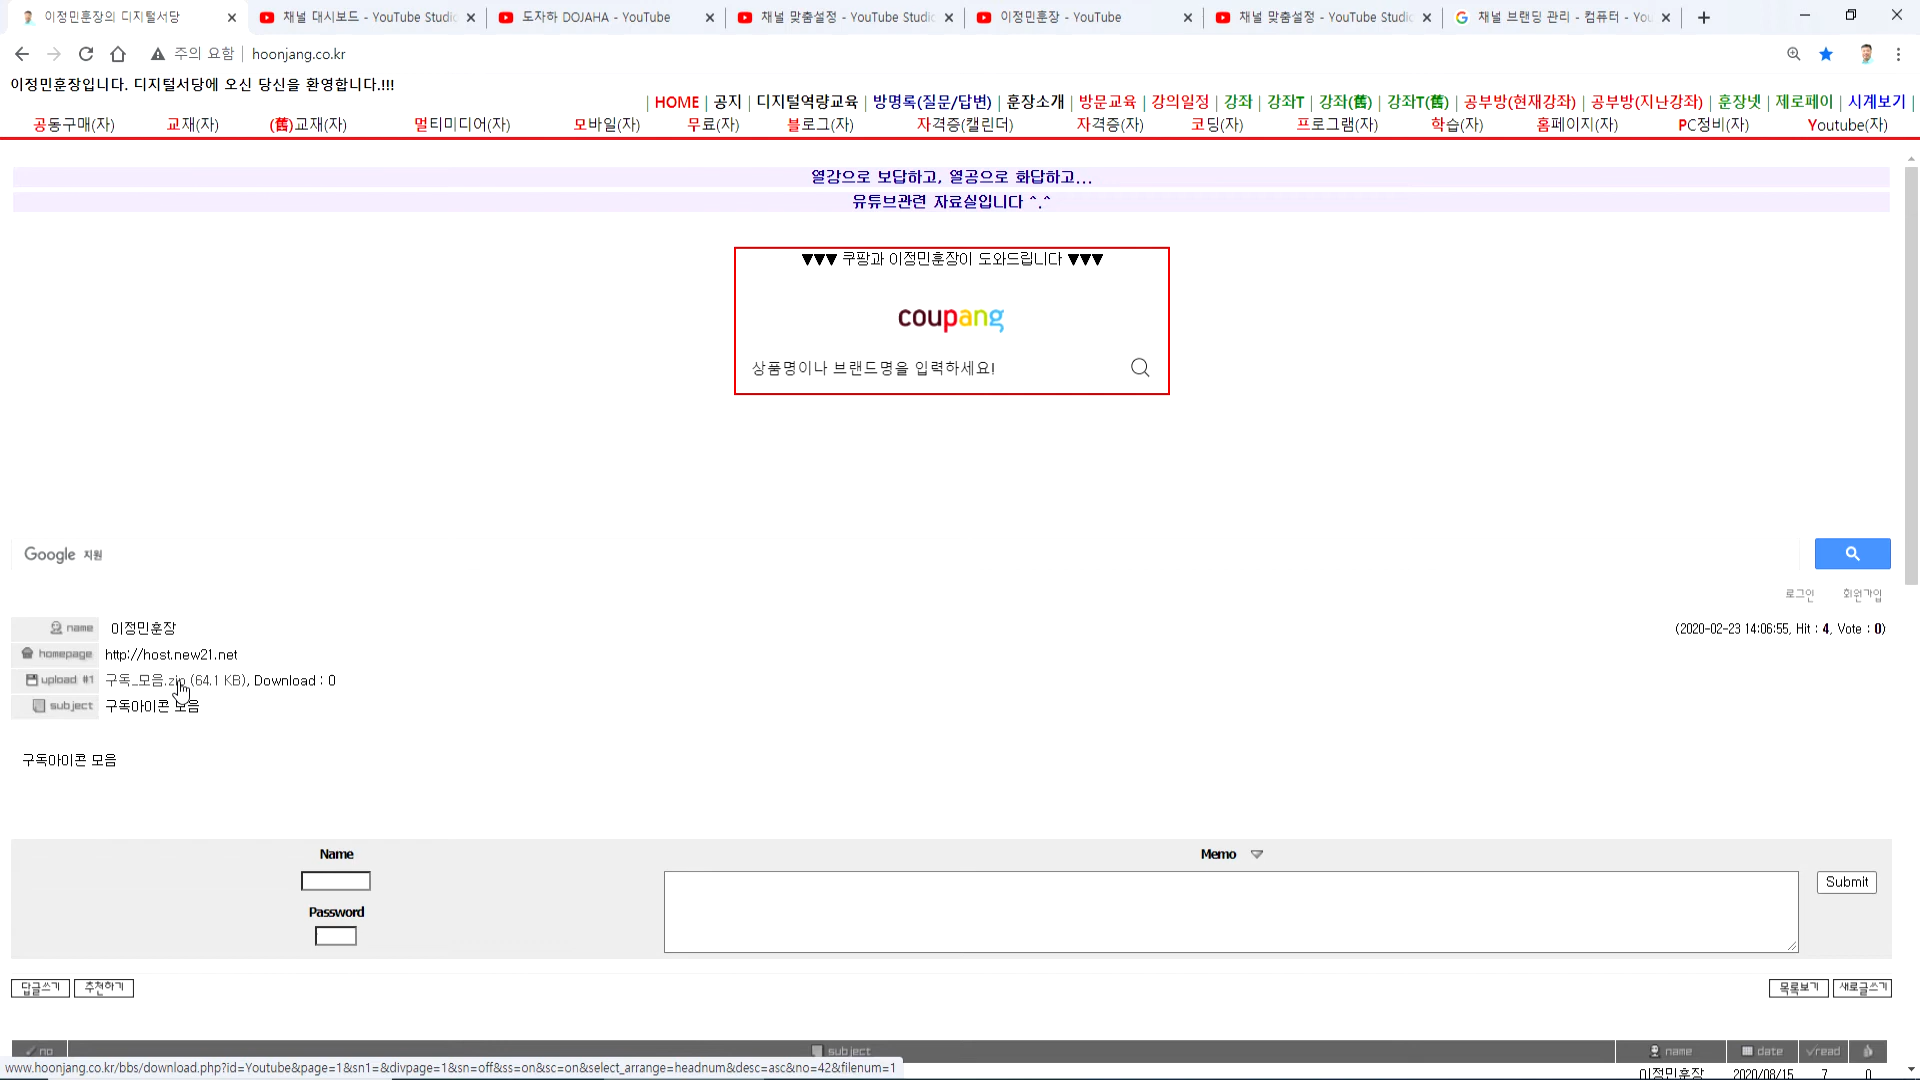 이정민훈장의 디지털서당
채널 대시보드 - YouTube Studio
도자하 DOJAHA - YouTube
채널 맞춤설정 - YouTube Studio
이정민훈장 - YouTube
채널 맞춤설정 - YouTube Studio
채널 브랜딩 관리 - 컴퓨터 - You
주의 요함 | hoonjang.co.kr
이정민훈장입니다. 디지털서당에 오신 당신을 환영합니다.!!!
| HOME | 공지 | 디지털역량교육 | 방명록(질문/답변) | 훈장소개 | 방문교육 | 강의일정 | 강좌 | 강좌T | 강좌(舊) | 강좌T(舊) | 공부방(현재강좌) | 공부방(지난강좌) | 훈장넷 | 제로페이 | 시계보기 |
공동구매(자) 교재(자) (舊)교재(자) 멀티미디어(자) 모바일(자) 무료(자) 블로그(자) 자격증(캘린더) 자격증(자) 코딩(자) 프로그램(자) 학습(자) 홈페이지(자) PC정비(자) Youtube(자)
열강으로 보답하고, 열공으로 화답하고...
유튜브관련 자료실입니다 ^.^
▼▼▼ 쿠팡과 이정민훈장이 도와드립니다 ▼▼▼
coupang
상품명이나 브랜드명을 입력하세요!
Google 지원
로그인 회원가입
name 이정민훈장 (2020-02-23 14:06:55, Hit : 4, Vote : 0)
homepage http://host.new21.net
upload #1 구독_모음.zip (64.1 KB), Download : 0
subject 구독아이콘 모음
구독아이콘 모음
Name Memo
Submit
Password
답글쓰기 추천하기 목록보기 새로글쓰기
no subject name date read
이정민훈장 2020/08/15 7 0
www.hoonjang.co.kr/bbs/download.php?id=Youtube&page=1&sn1=&divpage=1&sn=off&ss=on&sc=on&select_arrange=headnum&desc=asc&no=42&filenum=1